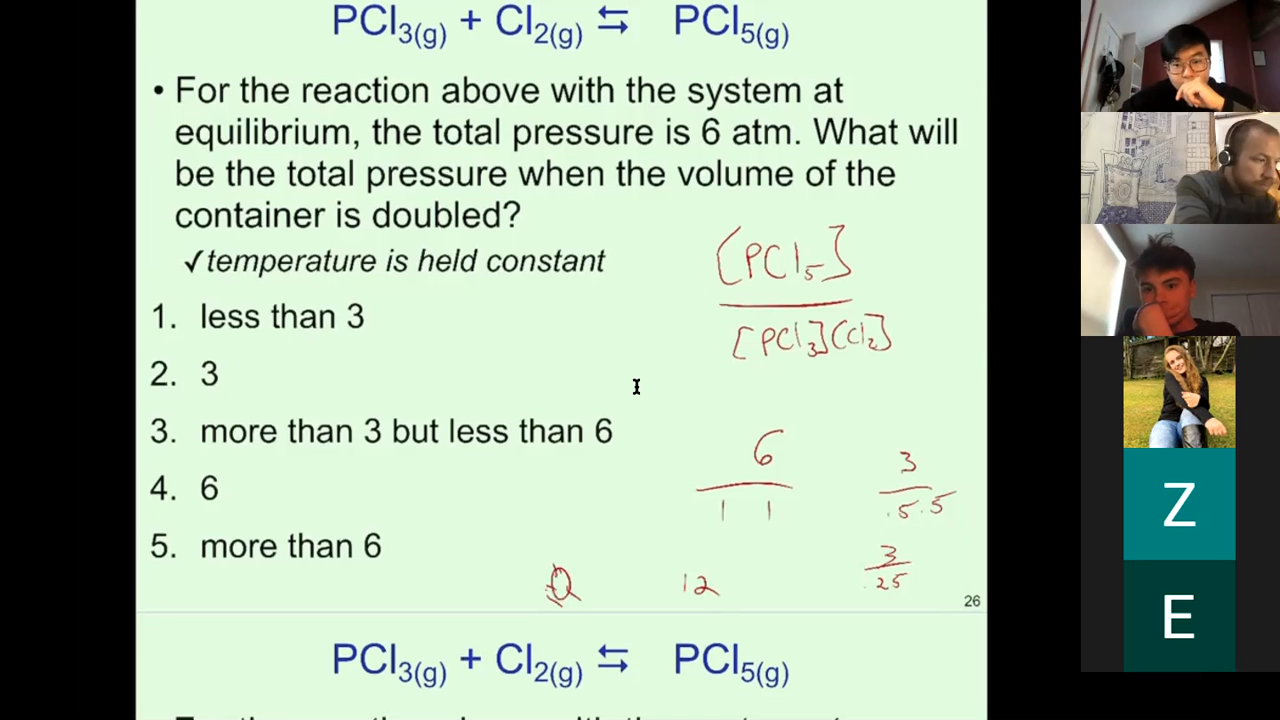 PCl3(g) + Cl2(g) ⇆ PCl5(g)
• For the reaction above with the system at
equilibrium, the total pressure is 6 atm. What will
be the total pressure when the volume of the
container is doubled?
✓temperature is held constant
1. less than 3
2. 3
3. more than 3 but less than 6
4. 6
5. more than 6
[PCl5]
[PCl3][Cl2]
6
1 1
3
.5 .5
3
.25
Q
12
26
PCl3(g) + Cl2(g) ⇆ PCl5(g)
Z
E